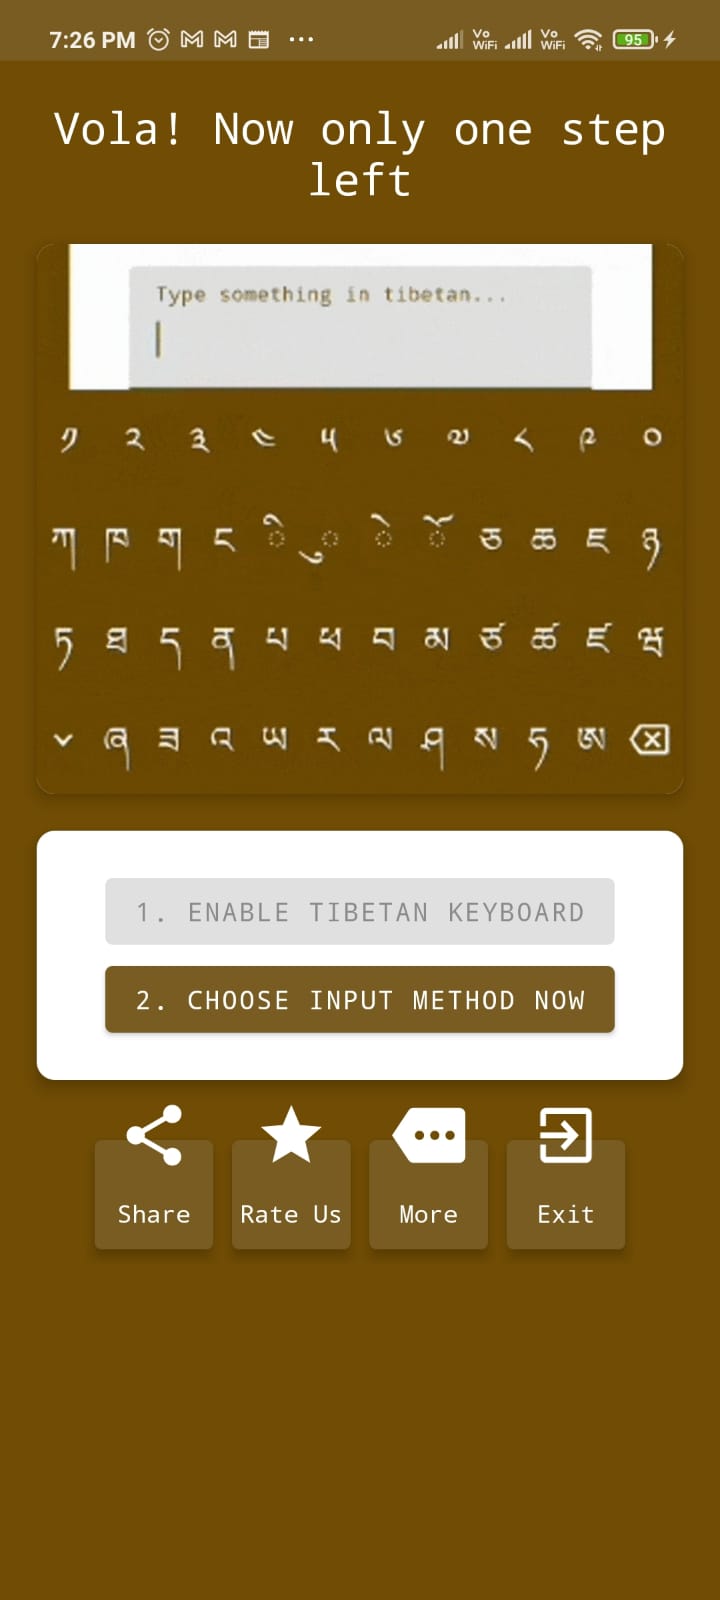 7:26 PM
Vo WiFi Vo WiFi 95
Vola! Now only one step
left
Type something in tibetan...
༡ ༢ ༣ ༤ ༥ ༦ ༧ ༨ ༩ ༠
ཀ ཁ ག ང ི ུ ེ ོ ཅ ཆ ཇ ཉ
ཏ ཐ ད ན པ ཕ བ མ ཙ ཚ ཛ ཝ
ཞ ཟ འ ཡ ར ལ ཤ ས ཧ ཨ
1. ENABLE TIBETAN KEYBOARD
2. CHOOSE INPUT METHOD NOW
Share Rate Us More Exit